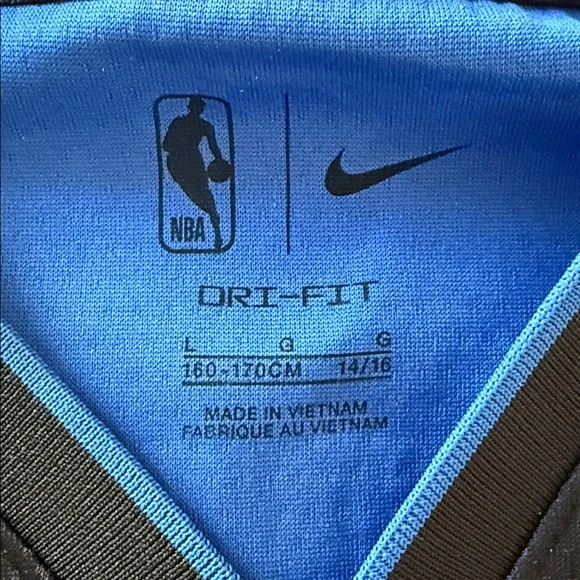 NBA
DRI-FIT
L G G
160-170CM 14/16
MADE IN VIETNAM
FABRIQUE AU VIETNAM